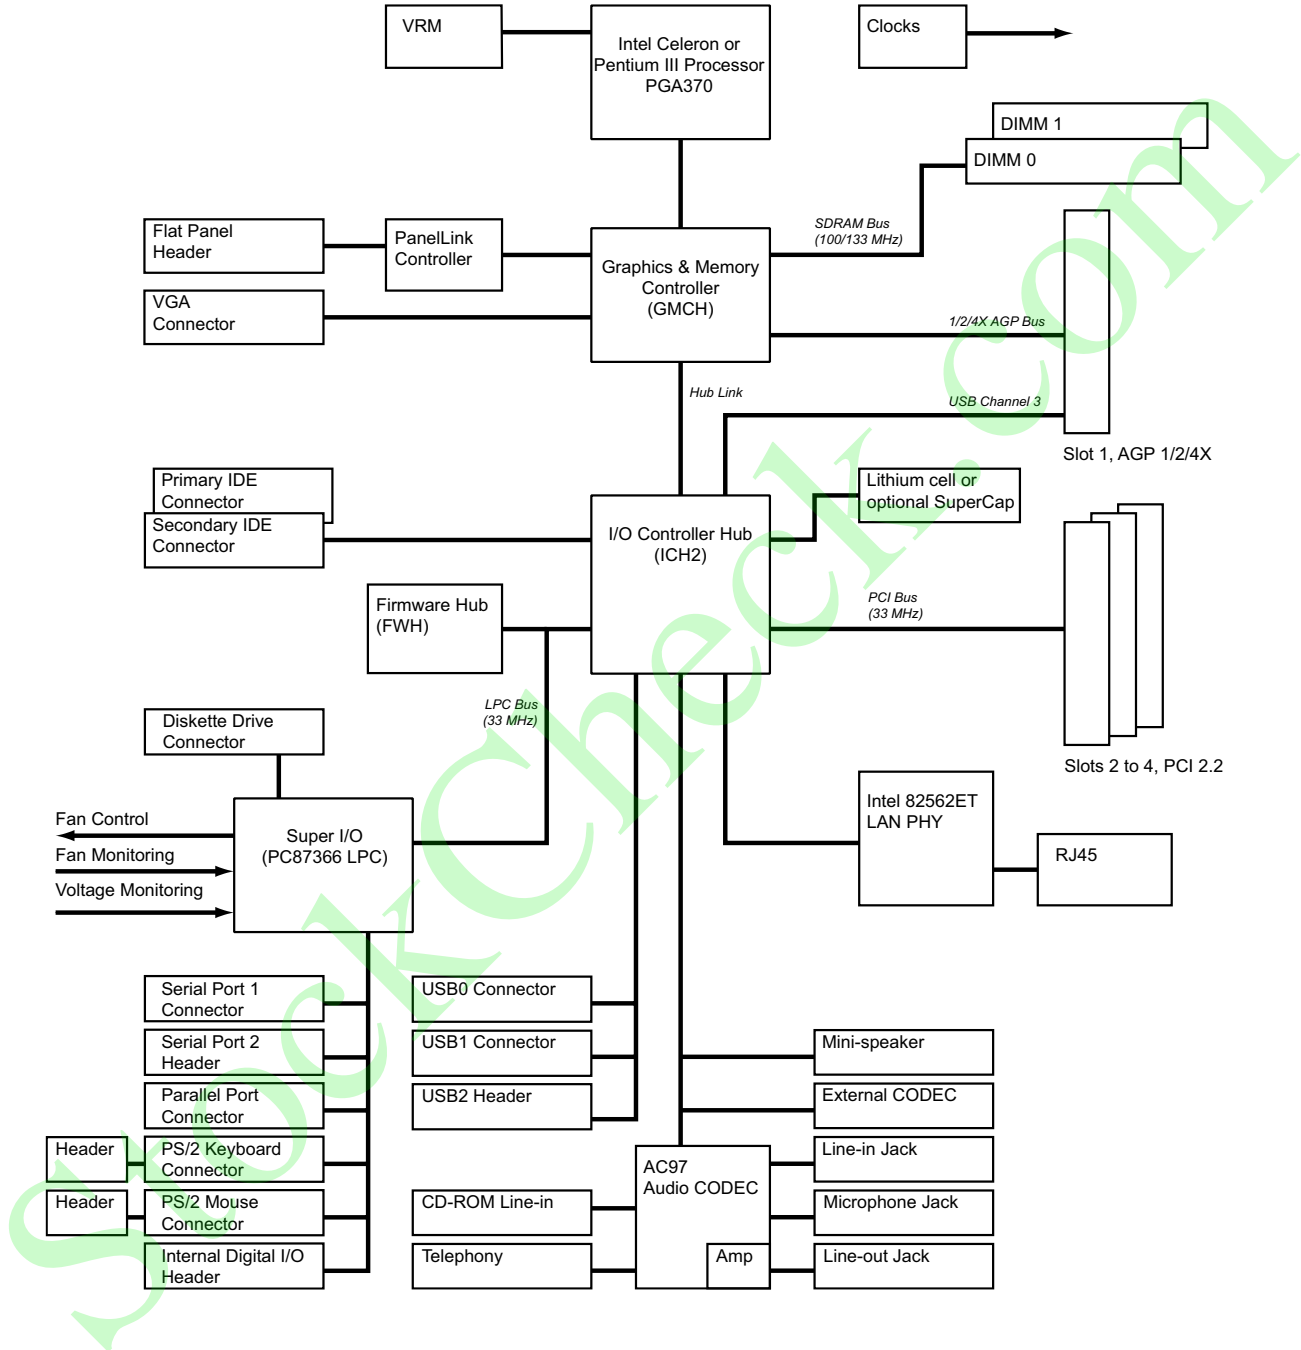 VRM
Intel Celeron or
Pentium III Processor
PGA370
Clocks
DIMM 1
DIMM 0
SDRAM Bus
(100/133 MHz)
Flat Panel
Header
PanelLink
Controller
Graphics & Memory
Controller
(GMCH)
VGA
Connector
1/2/4X AGP Bus
Hub Link
USB Channel 3
Slot 1, AGP 1/2/4X
Primary IDE
Connector
Secondary IDE
Connector
Lithium cell or
optional SuperCap
I/O Controller Hub
(ICH2)
Firmware Hub
(FWH)
PCI Bus
(33 MHz)
LPC Bus
(33 MHz)
Diskette Drive
Connector
Slots 2 to 4, PCI 2.2
Intel 82562ET
LAN PHY
RJ45
Fan Control
Fan Monitoring
Voltage Monitoring
Super I/O
(PC87366 LPC)
Serial Port 1
Connector
Serial Port 2
Header
Parallel Port
Connector
Header
PS/2 Keyboard
Connector
Header
PS/2 Mouse
Connector
Internal Digital I/O
Header
USB0 Connector
USB1 Connector
USB2 Header
Mini-speaker
External CODEC
AC97
Audio CODEC
Line-in Jack
CD-ROM Line-in
Microphone Jack
Telephony
Amp
Line-out Jack
StockCheck.com